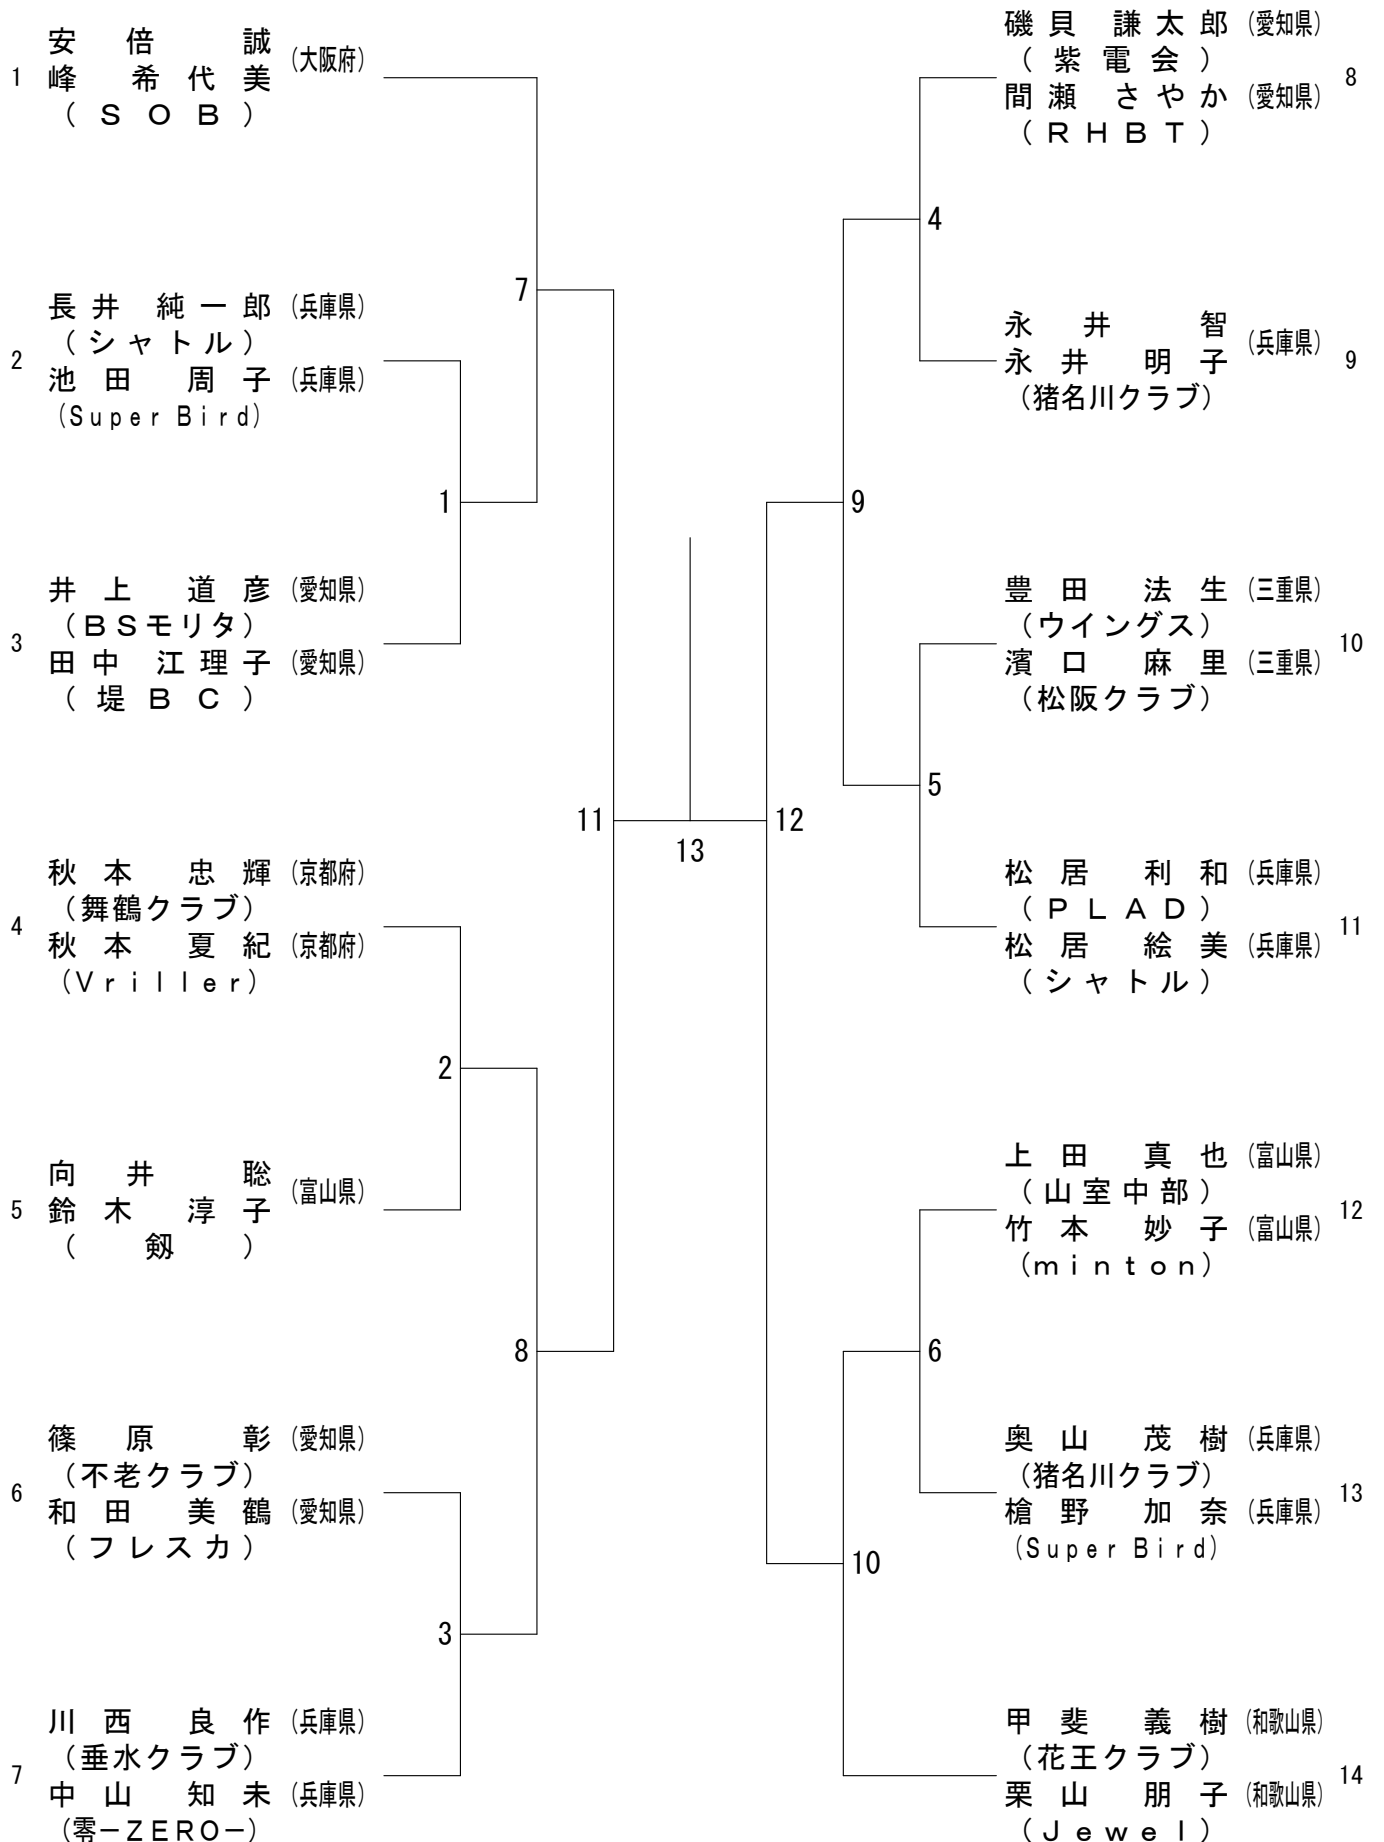 1
安倍 誠 (大阪府)
峰 希代美
(SOB)
2
長井 純一郎 (兵庫県)
(シャトル)
池田 周子 (兵庫県)
(Super Bird)
3
井上 道彦 (愛知県)
(BSモリタ)
田中 江理子 (愛知県)
(堤BC)
4
秋本 忠輝 (京都府)
(舞鶴クラブ)
秋本 夏紀 (京都府)
(Vriller)
5
向井 聡 (富山県)
鈴木 淳子
(剱)
6
篠原 彰 (愛知県)
(不老クラブ)
和田 美鶴 (愛知県)
(フレスカ)
7
川西 良作 (兵庫県)
(垂水クラブ)
中山 知未 (兵庫県)
(零－ZERO－)
7
1
2
8
3
11
13
12
4
9
5
6
10
磯貝 謙太郎 (愛知県)
(紫電会)
間瀬 さやか (愛知県)
(RHBT)
8
永井 智 (兵庫県)
永井 明子
(猪名川クラブ)
9
豊田 法生 (三重県)
(ウイングス)
濱口 麻里 (三重県)
(松阪クラブ)
10
松居 利和 (兵庫県)
(PLAD)
松居 絵美 (兵庫県)
(シャトル)
11
上田 真也 (富山県)
(山室中部)
竹本 妙子 (富山県)
(minton)
12
奥山 茂樹 (兵庫県)
(猪名川クラブ)
槍野 加奈 (兵庫県)
(Super Bird)
13
甲斐 義樹 (和歌山県)
(花王クラブ)
栗山 朋子 (和歌山県)
(Jewel)
14